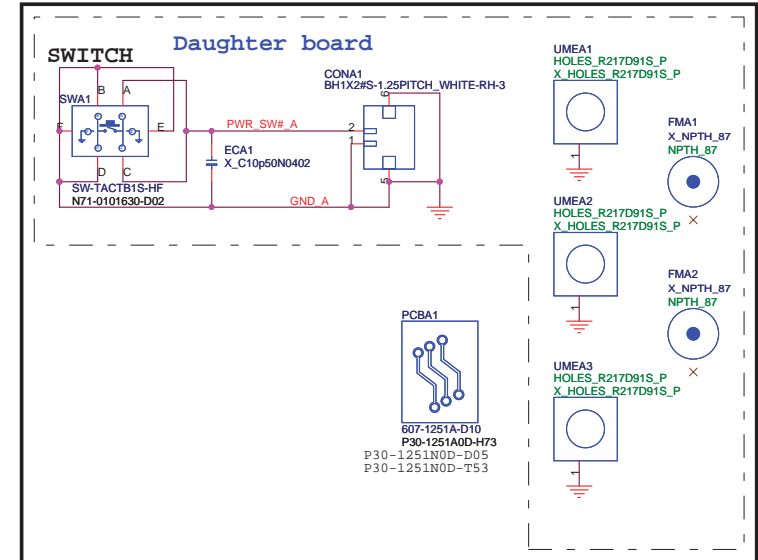 Daughter board
SWITCH
SWA1
B A
F E
D C
SW-TACTB1S-HF
N71-0101630-D02
PWR_SW#_A
ECA1
X_C10p50N0402
GND_A
CONA1
BH1X2#S-1.25PITCH_WHITE-RH-3
6
2
1
5
UMEA1
HOLES_R217D91S_P
X_HOLES_R217D91S_P
1
FMA1
X_NPTH_87
NPTH_87
UMEA2
HOLES_R217D91S_P
X_HOLES_R217D91S_P
1
FMA2
X_NPTH_87
NPTH_87
UMEA3
HOLES_R217D91S_P
X_HOLES_R217D91S_P
1
PCBA1
607-1251A-D10
P30-1251A0D-H73
P30-1251N0D-D05
P30-1251N0D-T53